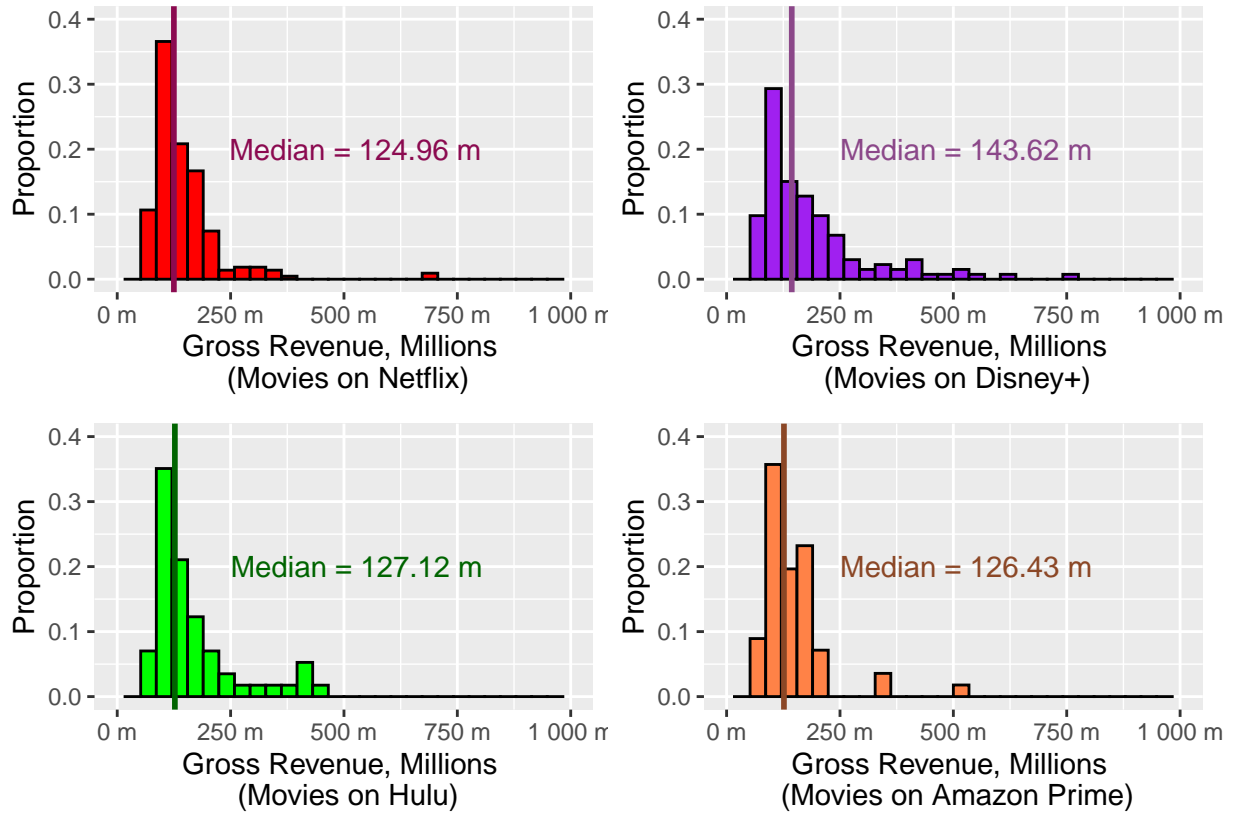 0.4
0.3
0.2
0.1
0.0
Proportion
Median = 124.96 m
0 m 250 m 500 m 750 m 1 000 m
Gross Revenue, Millions
(Movies on Netflix)
0.4
0.3
0.2
0.1
0.0
Proportion
Median = 143.62 m
0 m 250 m 500 m 750 m 1 000 m
Gross Revenue, Millions
(Movies on Disney+)
0.4
0.3
0.2
0.1
0.0
Proportion
Median = 127.12 m
0 m 250 m 500 m 750 m 1 000 m
Gross Revenue, Millions
(Movies on Hulu)
0.4
0.3
0.2
0.1
0.0
Proportion
Median = 126.43 m
0 m 250 m 500 m 750 m 1 000 m
Gross Revenue, Millions
(Movies on Amazon Prime)